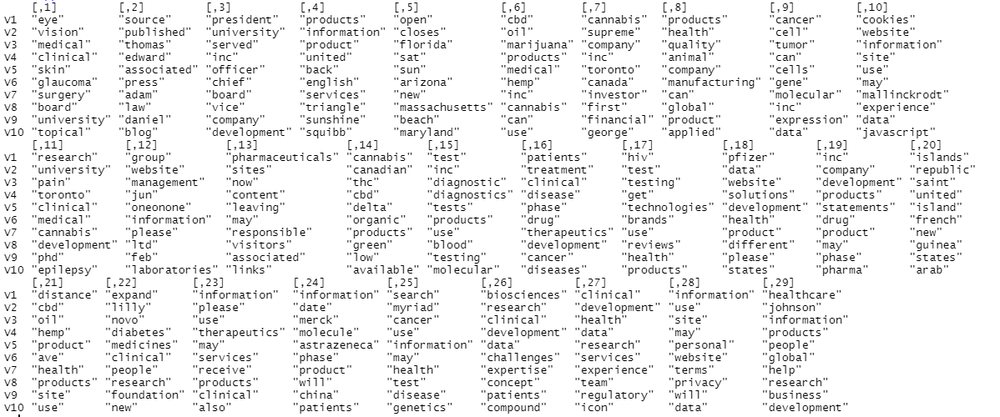 [,1] [,2] [,3] [,4] [,5] [,6] [,7] [,8] [,9] [,10]
v1 "eye" "source" "president" "products" "open" "cbd" "cannabis" "products" "cancer" "cookies"
v2 "vision" "published" "university" "information" "closes" "oil" "supreme" "health" "cell" "website"
v3 "medical" "thomas" "served" "product" "florida" "marijuana" "company" "quality" "tumor" "information"
v4 "clinical" "edward" "inc" "united" "sat" "products" "inc" "animal" "can" "site"
v5 "skin" "associated" "officer" "back" "sun" "medical" "toronto" "company" "cells" "use"
v6 "glaucoma" "press" "chief" "english" "arizona" "hemp" "canada" "manufacturing" "gene" "may"
v7 "surgery" "adam" "board" "services" "new" "inc" "investor" "can" "molecular" "mallinckrodt"
v8 "board" "law" "vice" "triangle" "massachusetts" "cannabis" "first" "global" "inc" "experience"
v9 "university" "daniel" "company" "sunshine" "beach" "can" "financial" "product" "expression" "data"
v10 "topical" "blog" "development" "squibb" "maryland" "use" "george" "applied" "data" "javascript"
[,11] [,12] [,13] [,14] [,15] [,16] [,17] [,18] [,19] [,20]
v1 "research" "group" "pharmaceuticals" "cannabis" "test" "patients" "hiv" "pfizer" "inc" "islands"
v2 "university" "website" "sites" "canadian" "inc" "treatment" "test" "data" "company" "republic"
v3 "pain" "management" "now" "thc" "diagnostic" "clinical" "testing" "website" "development" "saint"
v4 "toronto" "jun" "content" "cbd" "diagnostics" "disease" "get" "solutions" "products" "united"
v5 "clinical" "oneonone" "leaving" "delta" "tests" "phase" "technologies" "development" "statements" "island"
v6 "medical" "information" "may" "organic" "products" "drug" "brands" "health" "drug" "french"
v7 "cannabis" "please" "responsible" "products" "use" "therapeutics" "use" "product" "product" "new"
v8 "development" "ltd" "visitors" "green" "blood" "development" "reviews" "different" "may" "guinea"
v9 "phd" "feb" "associated" "low" "testing" "cancer" "health" "please" "phase" "states"
v10 "epilepsy" "laboratories" "links" "available" "molecular" "diseases" "products" "states" "pharma" "arab"
[,21] [,22] [,23] [,24] [,25] [,26] [,27] [,28] [,29]
v1 "distance" "expand" "information" "information" "search" "biosciences" "clinical" "information" "healthcare"
v2 "cbd" "lilly" "please" "date" "myriad" "research" "development" "use" "johnson"
v3 "oil" "novo" "use" "merck" "cancer" "clinical" "health" "site" "information"
v4 "hemp" "diabetes" "therapeutics" "molecule" "use" "development" "data" "may" "products"
v5 "product" "medicines" "may" "astrazeneca" "information" "data" "research" "personal" "people"
v6 "ave" "clinical" "services" "phase" "may" "challenges" "services" "website" "global"
v7 "health" "people" "receive" "product" "health" "expertise" "experience" "terms" "help"
v8 "products" "research" "products" "will" "test" "concept" "team" "privacy" "research"
v9 "site" "foundation" "clinical" "china" "disease" "patients" "regulatory" "will" "business"
v10 "use" "new" "also" "patients" "genetics" "compound" "icon" "data" "development"